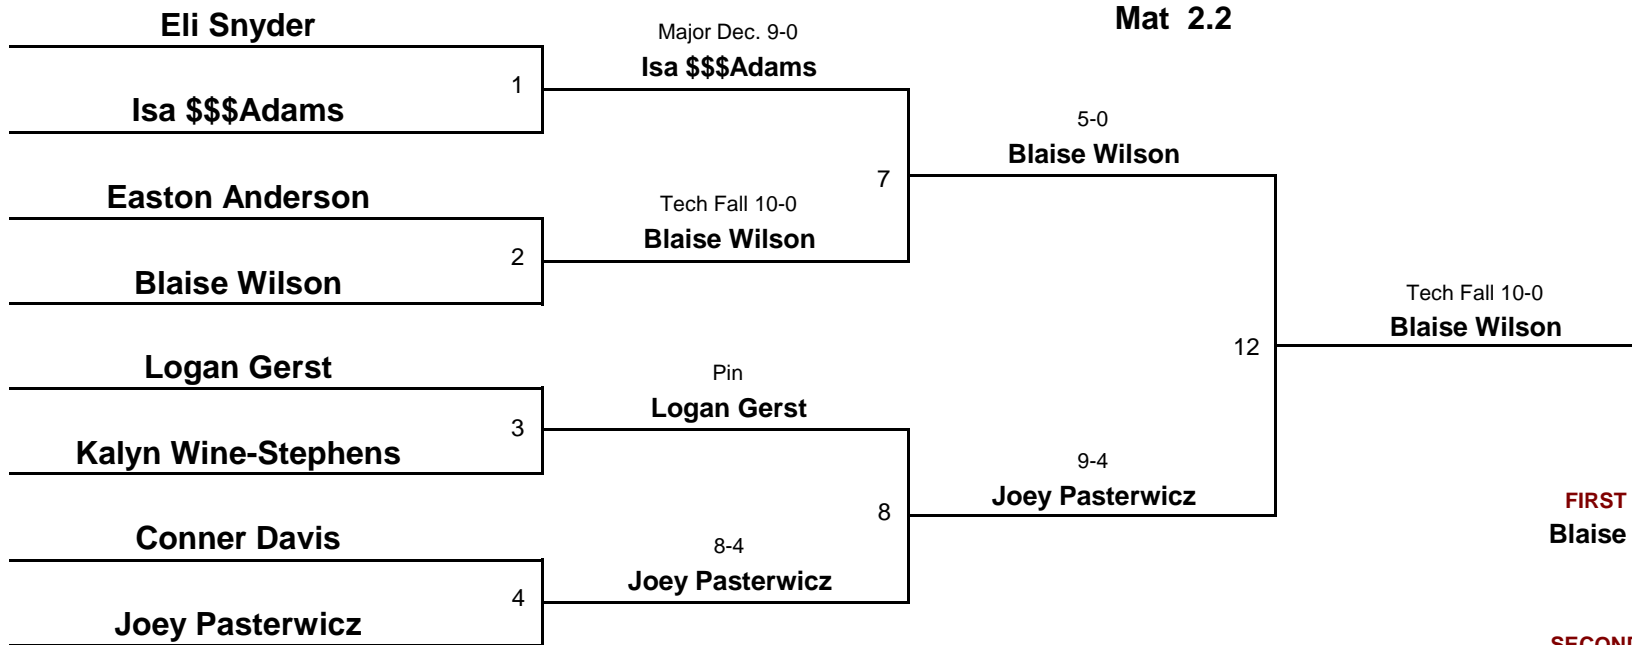 Eli Snyder
Mat 2.2
Major Dec. 9-0
Isa $$$Adams
1
Isa $$$Adams
5-0
Blaise Wilson
Easton Anderson
7
Tech Fall 10-0
Blaise Wilson
2
Blaise Wilson
Tech Fall 10-0
Blaise Wilson
12
Logan Gerst
Pin
Logan Gerst
3
Kalyn Wine-Stephens
9-4
Joey Pasterwicz
FIRST
8
Conner Davis
Blaise
8-4
Joey Pasterwicz
4
Joey Pasterwicz